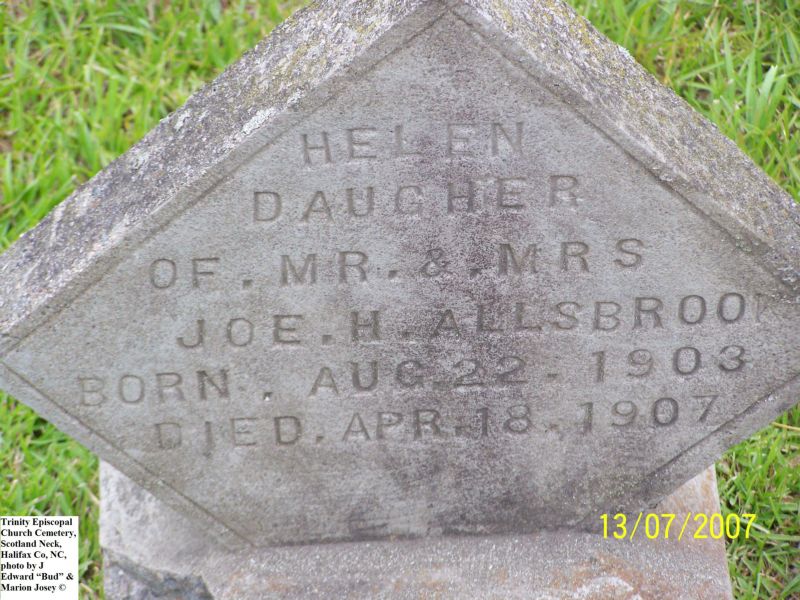 HELEN
DAUGHER
OF. MR. & . MRS
JOE. H. ALLSBROOK
BORN. AUG. 22. 1903
DIED. APR. 18. 1907
13/07/2007
Trinity Episcopal
Church Cemetery,
Scotland Neck,
Halifax Co, NC,
photo by J
Edward “Bud” &
Marion Josey ©